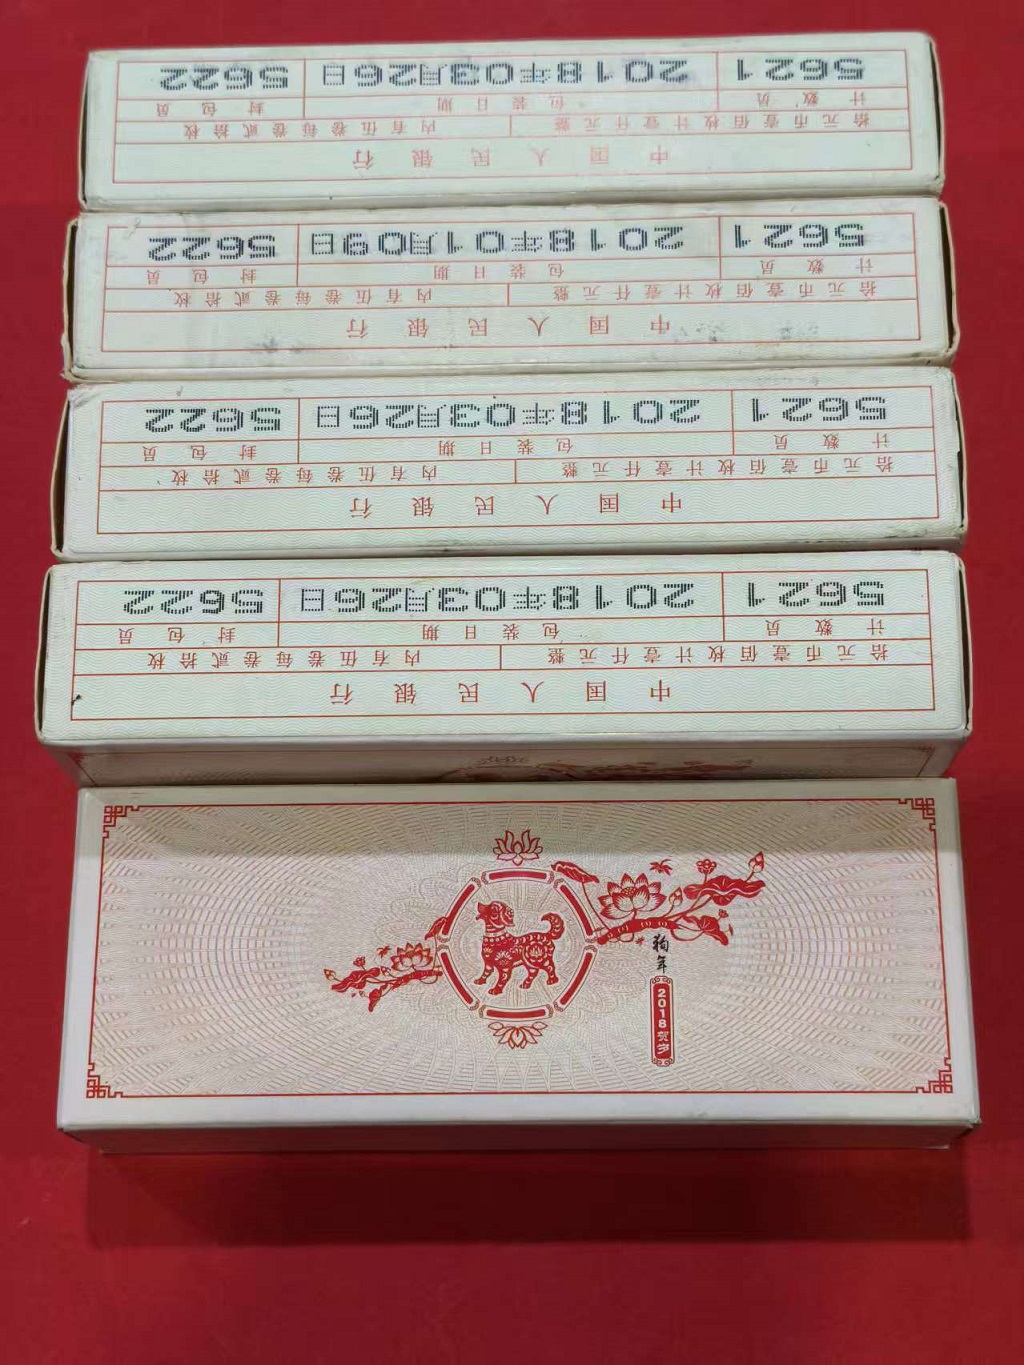 中国人民银行
拾元币壹佰枚计壹仟元整 内有伍卷每卷贰拾枚
计数员 包装日期 封包员
5621 2018年03月26日 5622
中国人民银行
拾元币壹佰枚计壹仟元整 内有伍卷每卷贰拾枚
计数员 包装日期 封包员
5621 2018年01月09日 5622
中国人民银行
拾元币壹佰枚计壹仟元整 内有伍卷每卷贰拾枚
计数员 包装日期 封包员
5621 2018年03月26日 5622
中国人民银行
拾元币壹佰枚计壹仟元整 内有伍卷每卷贰拾枚
计数员 包装日期 封包员
5621 2018年03月26日 5622
狗年
2018贺岁